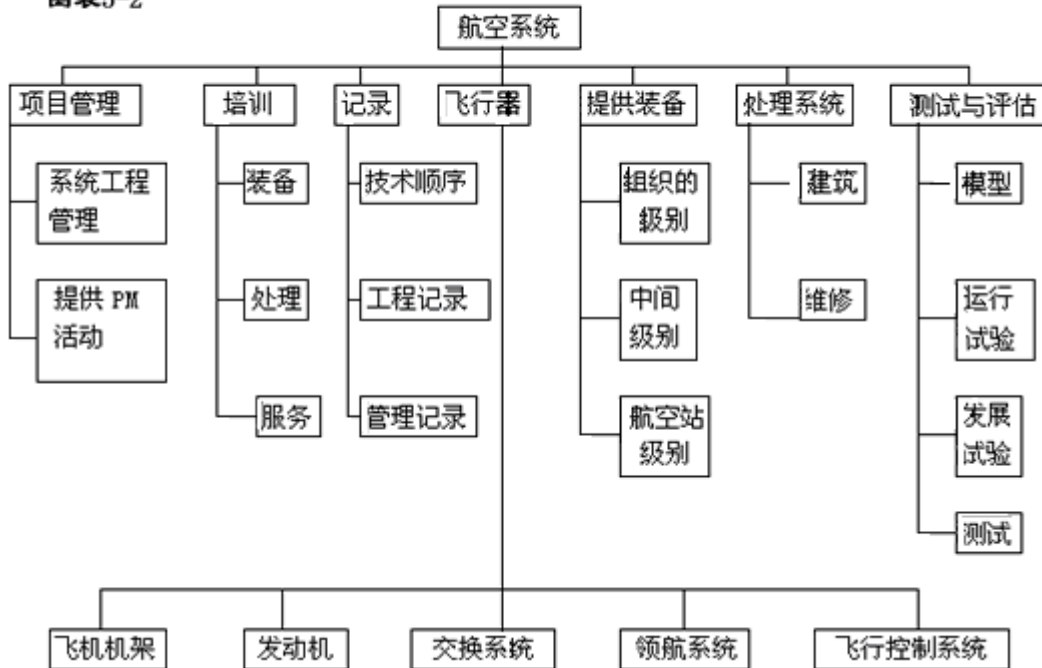 图表5-2
航空系统
项目管理
培训
记录
飞行器
提供装备
处理系统
测试与评估
系统工程
管理
装备
技术顺序
组织的
级别
建筑
模型
提供 PM
活动
处理
工程记录
中间
级别
维修
运行
试验
服务
管理记录
航空站
级别
发展
试验
测试
飞机机架
发动机
交换系统
领航系统
飞行控制系统